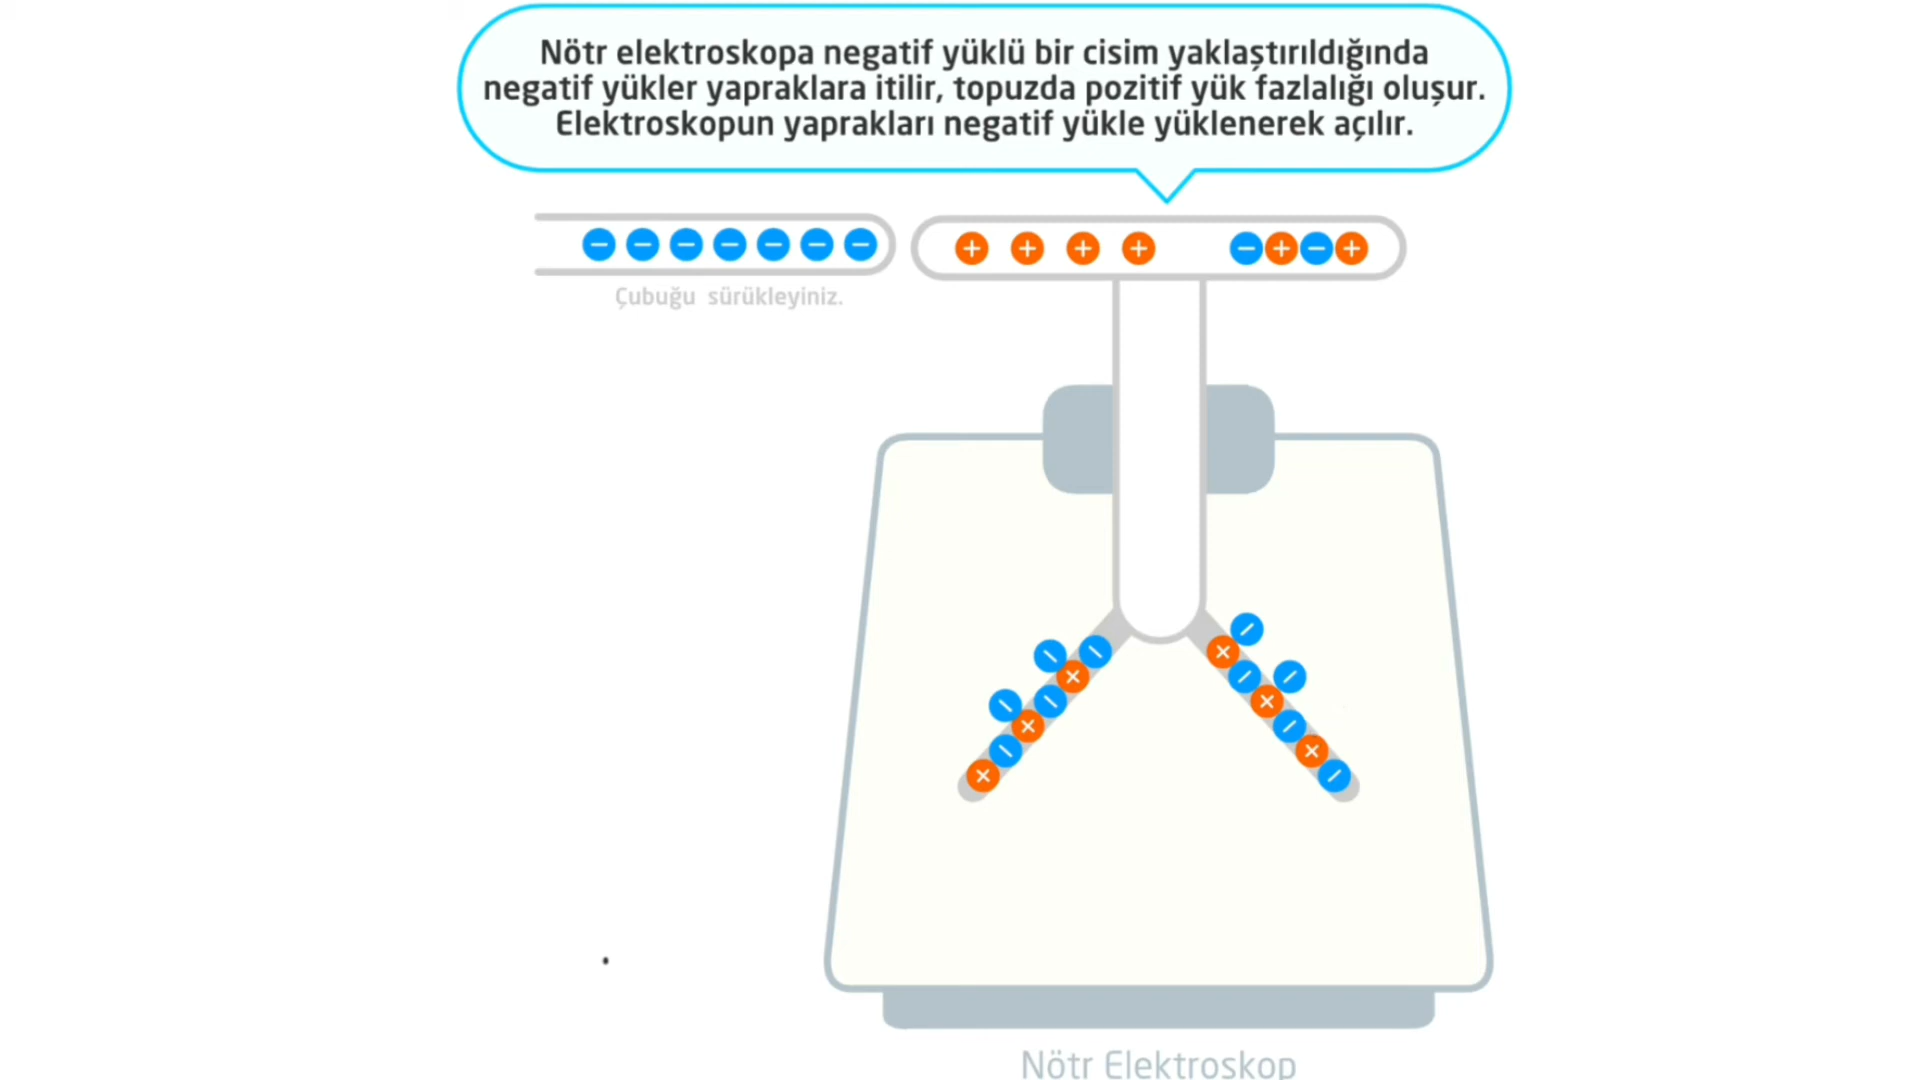 Nötr elektroskopa negatif yüklü bir cisim yaklaştırıldığında
negatif yükler yapraklara itilir, topuzda pozitif yük fazlalığı oluşur.
Elektroskopun yaprakları negatif yükle yüklenerek açılır.
Çubuğu sürükleyiniz.
Nötr Elektroskop